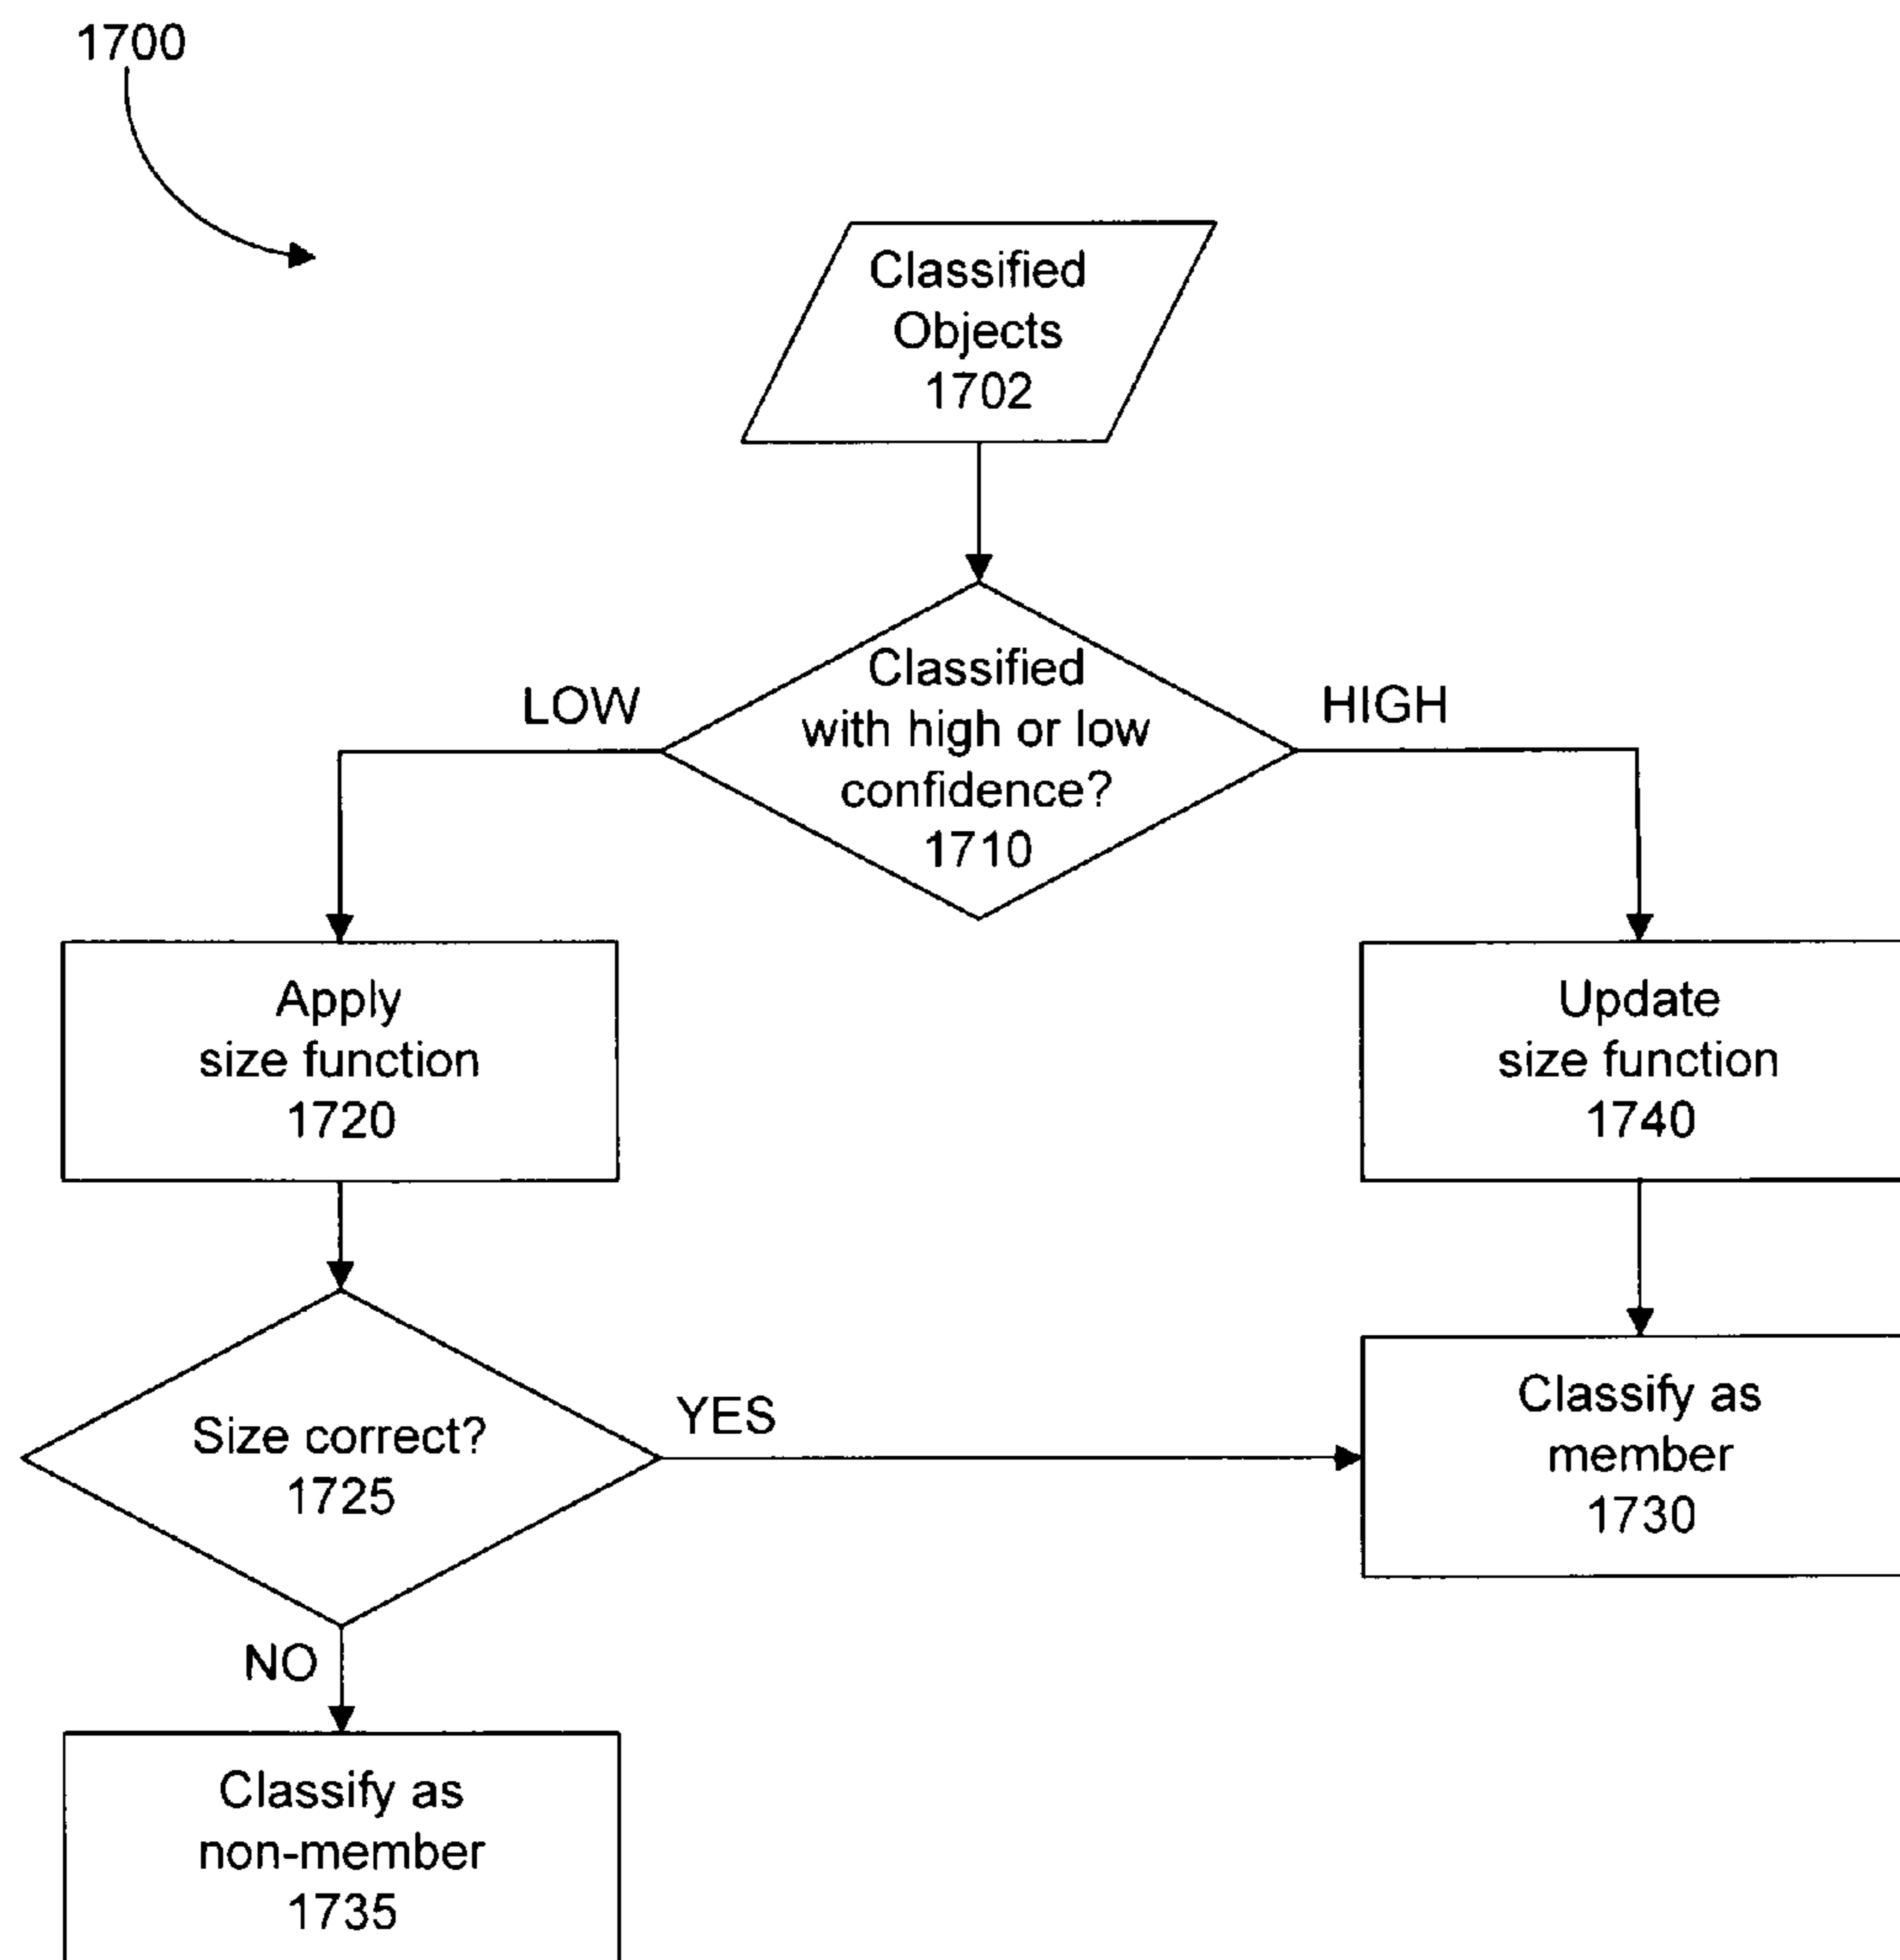 1700
Classified
Objects
1702
Classified
with high or low
confidence?
1710
LOW
HIGH
Apply
size function
1720
Update
size function
1740
Size correct?
1725
YES
Classify as
member
1730
NO
Classify as
non-member
1735